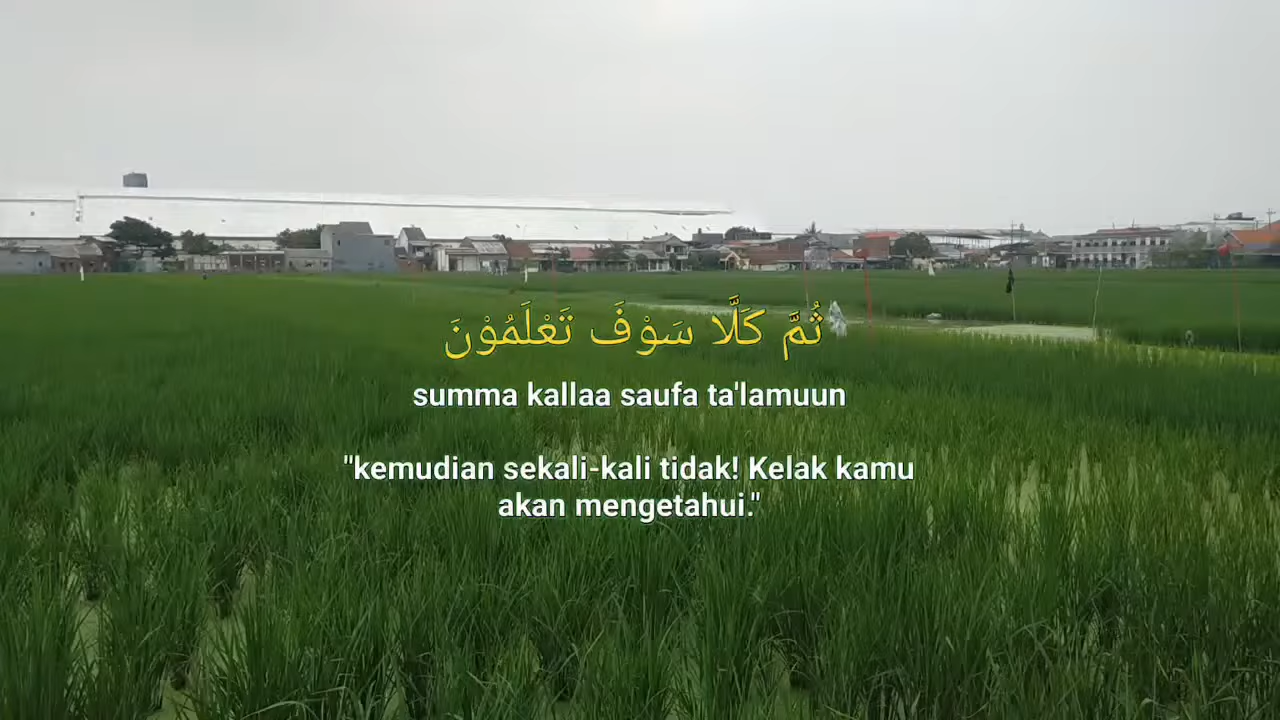 ثُمَّ كَلَّا سَوْفَ تَعْلَمُوْنَ
summa kallaa saufa ta'lamuun
"kemudian sekali-kali tidak! Kelak kamu
akan mengetahui."